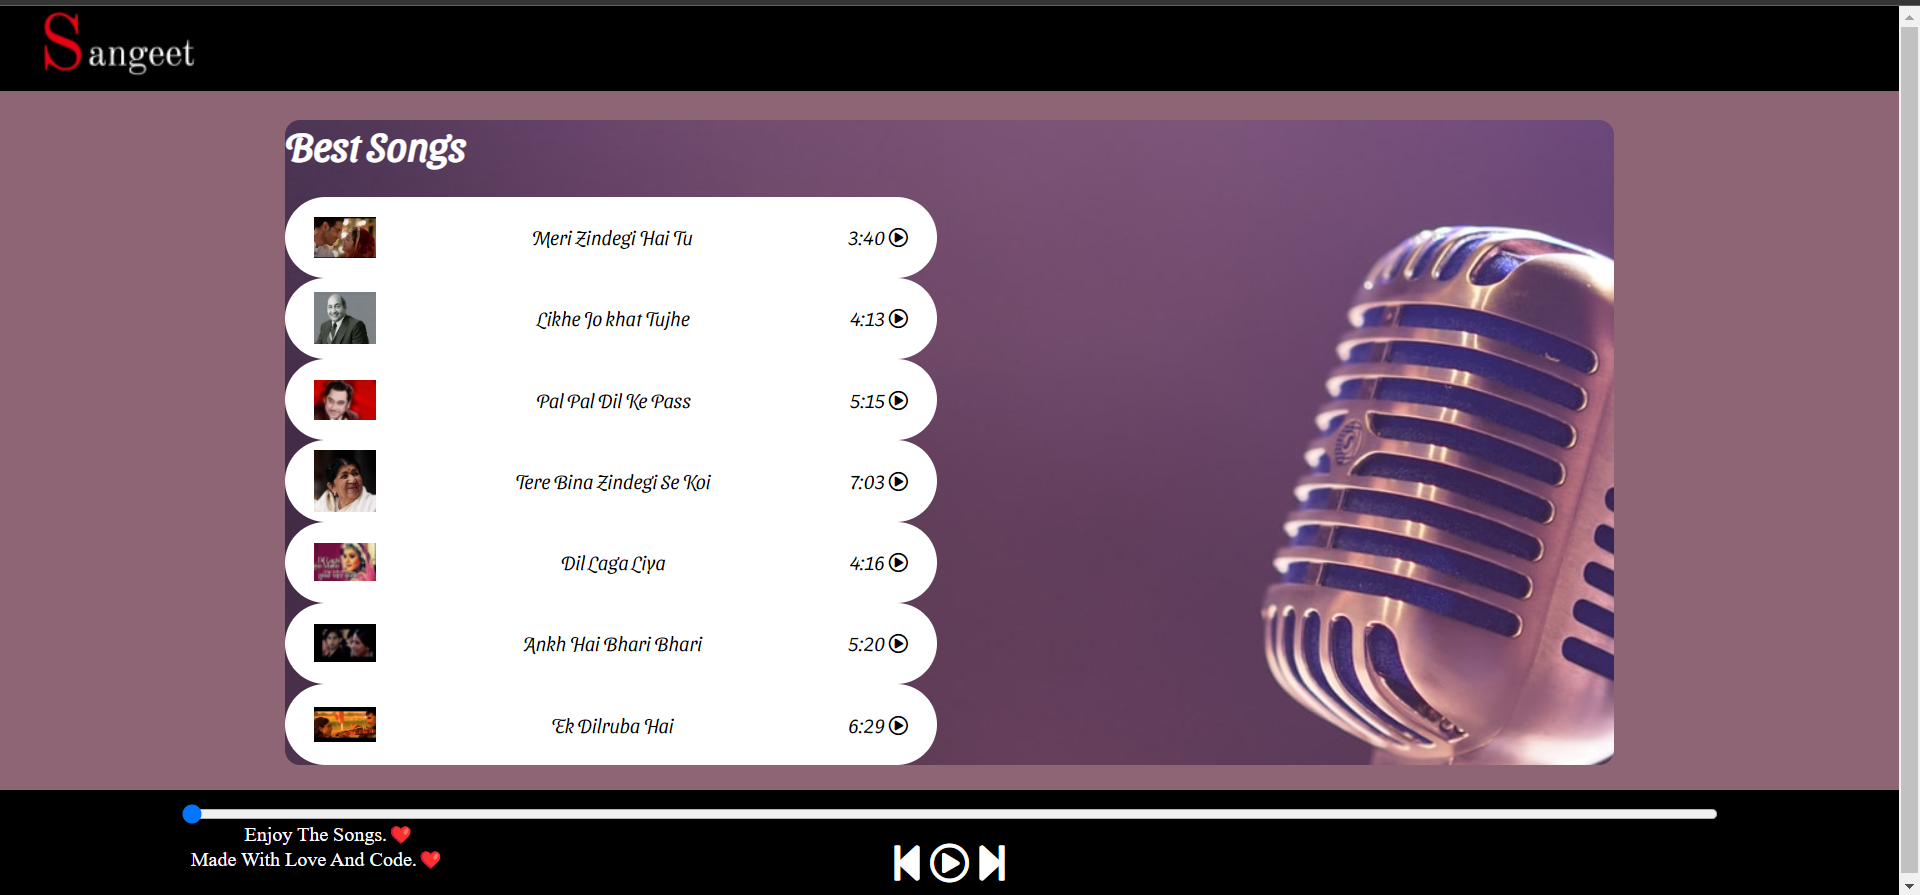 Sangeet
Best Songs
Meri Zindegi Hai Tu 3:40
Likhe Jo khat Tujhe 4:13
Pal Pal Dil Ke Pass 5:15
Tere Bina Zindegi Se Koi 7:03
Dil Laga Liya 4:16
Ankh Hai Bhari Bhari 5:20
Ek Dilruba Hai 6:29
Enjoy The Songs. ❤️
Made With Love And Code. ❤️